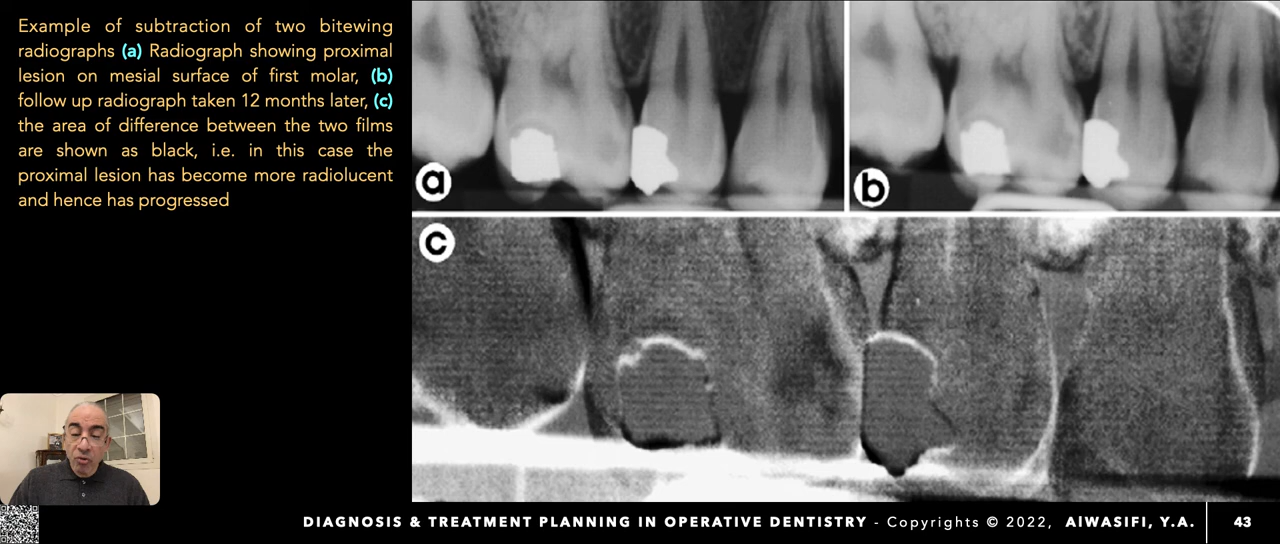 Example of subtraction of two bitewing
radiographs (a) Radiograph showing proximal
lesion on mesial surface of first molar, (b)
follow up radiograph taken 12 months later, (c)
the area of difference between the two films
are shown as black, i.e. in this case the
proximal lesion has become more radiolucent
and hence has progressed
a
b
c
DIAGNOSIS & TREATMENT PLANNING IN OPERATIVE DENTISTRY - Copyrights © 2022, AlWASIFI, Y.A. 43